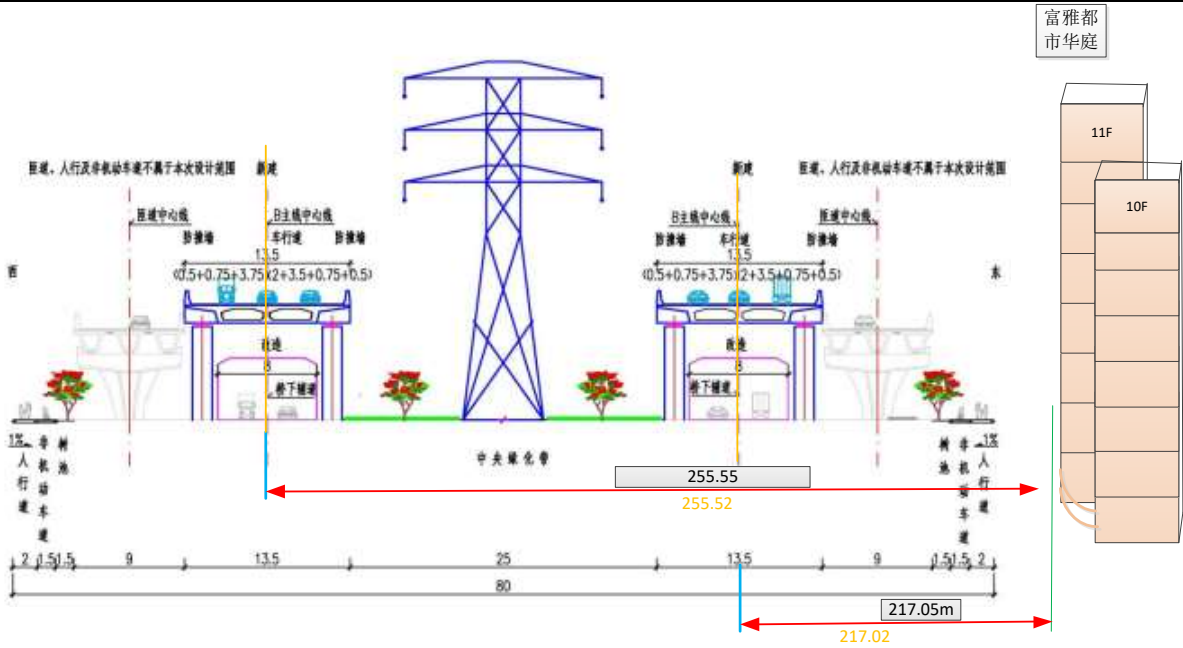 富雅都
市华庭
11F
10F
匝道、人行及非机动车道不属于本次设计范围
新建
新建
匝道、人行及非机动车道不属于本次设计范围
匝道中心线
B主线中心线
B主线中心线
匝道中心线
防撞墙
车行道
防撞墙
防撞墙
车行道
防撞墙
13.5
13.5
(0.5+0.75+3.75X2+3.5+0.75+0.5)
(0.5+0.75+3.75X2+3.5+0.75+0.5)
西
东
改造
改造
8
8
桥下辅道
桥下辅道
1%
人行道
非机动车道
树池
中央绿化带
树池
非机动车道
人行道
1%
255.55
255.52
2
1.5
1.5
9
13.5
25
13.5
9
1.5
1.5
2
80
217.05m
217.02